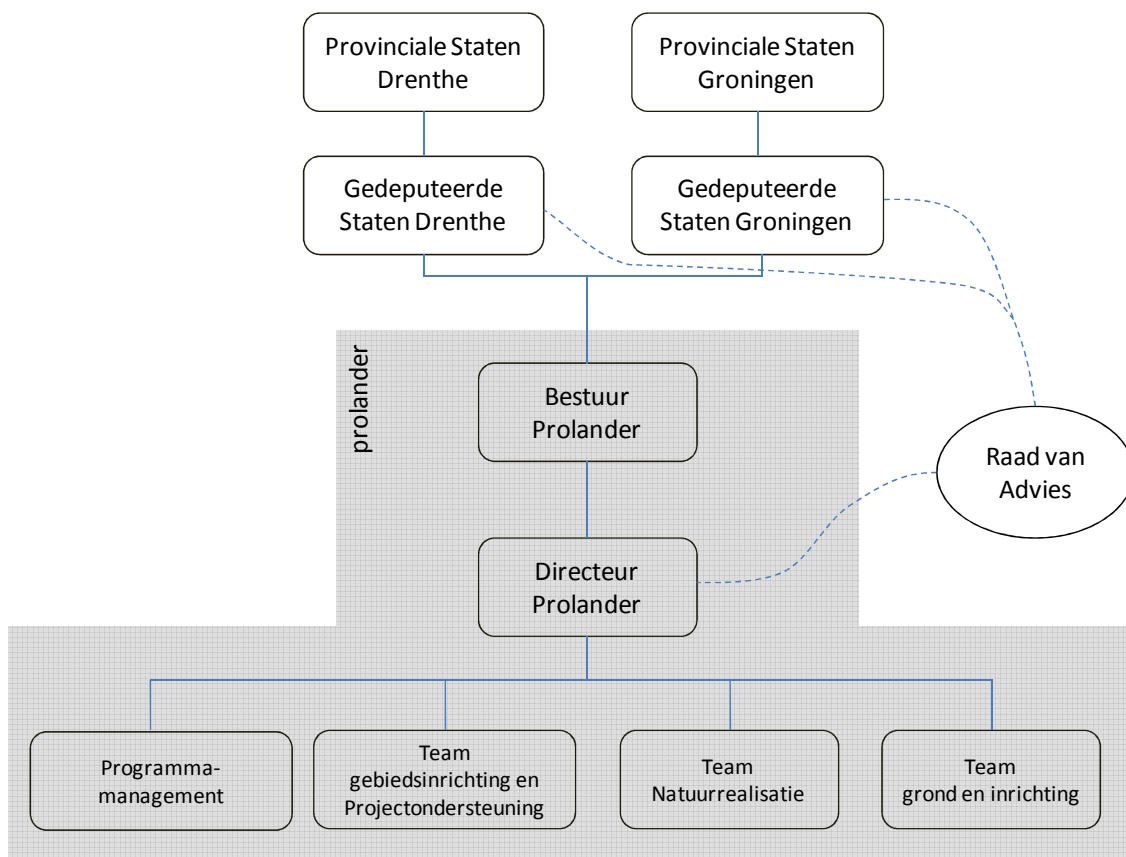 Provinciale Staten
Drenthe
Provinciale Staten
Groningen
Gedeputeerde
Staten Drenthe
Gedeputeerde
Staten Groningen
prolander
Bestuur
Prolander
Raad van
Advies
Directeur
Prolander
Programma-
management
Team
gebiedsinrichting en
Projectondersteuning
Team
Natuurrealisatie
Team
grond en inrichting